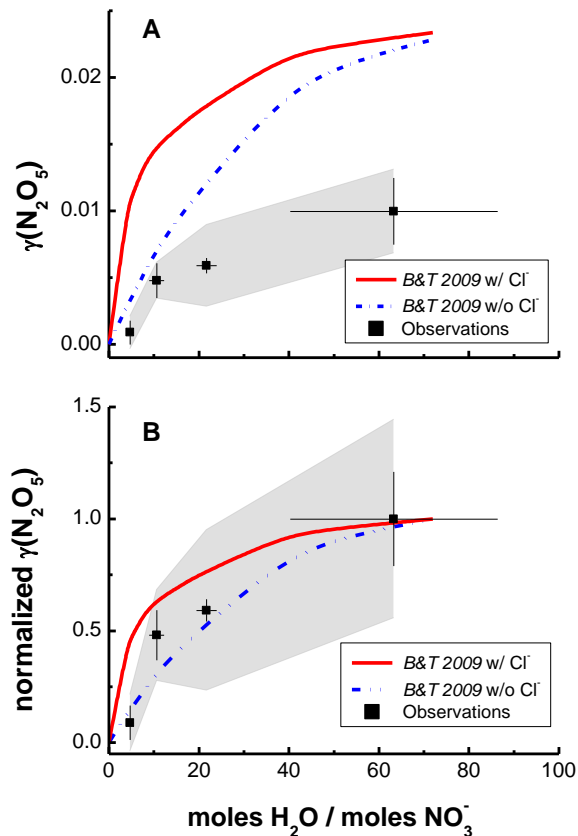 A
0.02
0.01
0.00
γ(N₂O₅)
B&T 2009 w/ Cl⁻
B&T 2009 w/o Cl⁻
Observations
B
1.5
1.0
0.5
0.0
normalized γ(N₂O₅)
B&T 2009 w/ Cl⁻
B&T 2009 w/o Cl⁻
Observations
0 20 40 60 80 100
moles H₂O / moles NO₃⁻